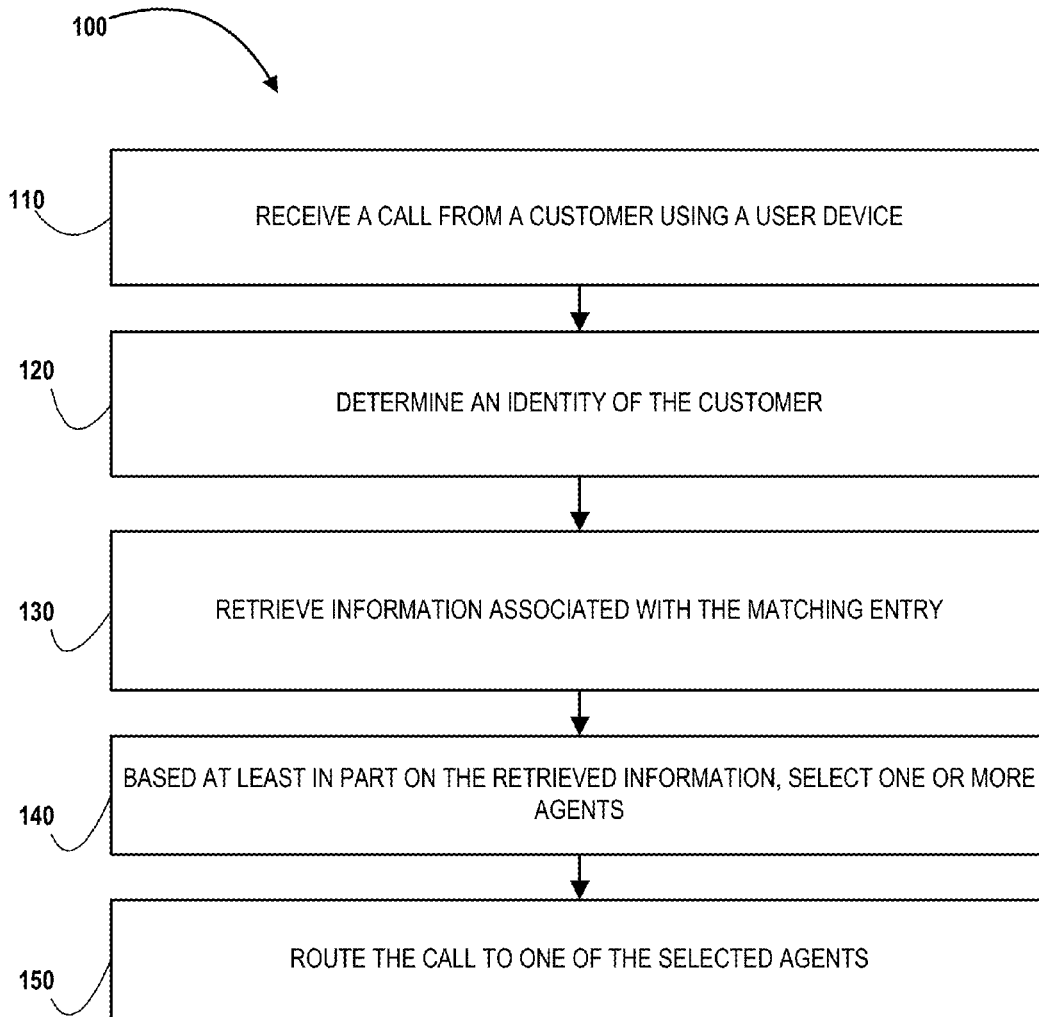 100
110
RECEIVE A CALL FROM A CUSTOMER USING A USER DEVICE
120
DETERMINE AN IDENTITY OF THE CUSTOMER
130
RETRIEVE INFORMATION ASSOCIATED WITH THE MATCHING ENTRY
140
BASED AT LEAST IN PART ON THE RETRIEVED INFORMATION, SELECT ONE OR MORE
AGENTS
150
ROUTE THE CALL TO ONE OF THE SELECTED AGENTS